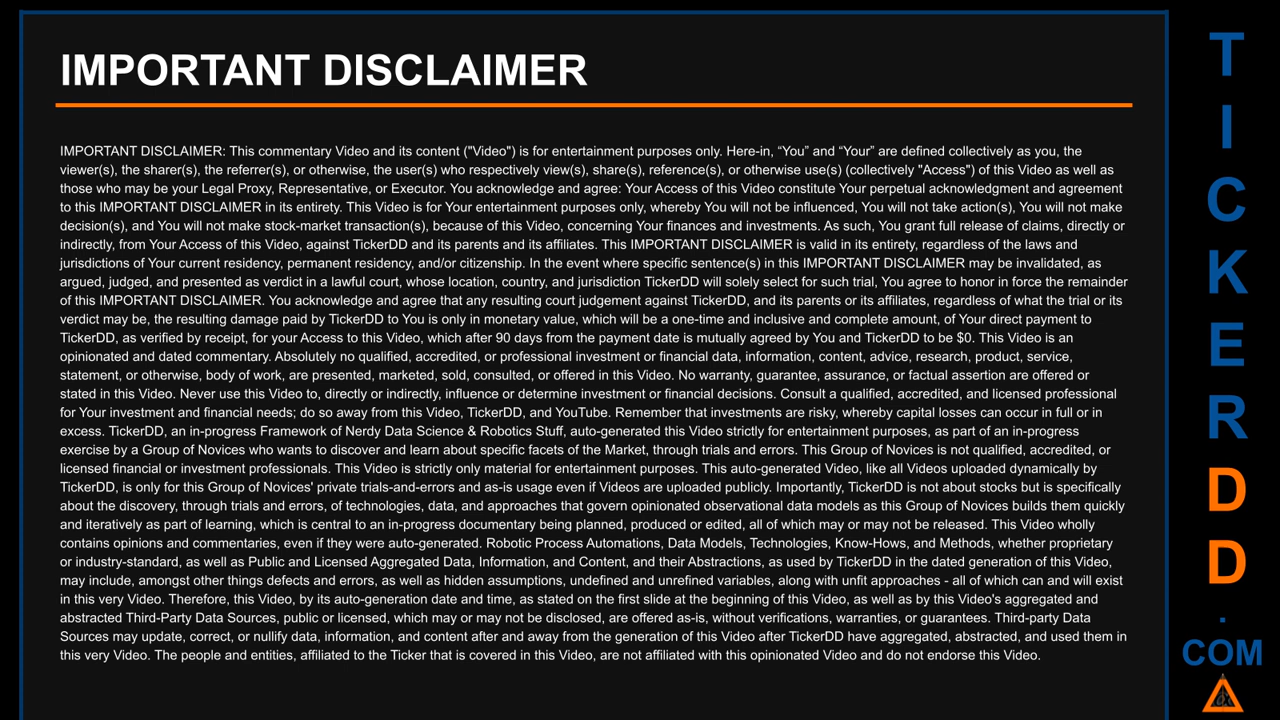 IMPORTANT DISCLAIMER
IMPORTANT DISCLAIMER: This commentary Video and its content ("Video") is for entertainment purposes only. Here-in, “You” and “Your” are defined collectively as you, the
viewer(s), the sharer(s), the referrer(s), or otherwise, the user(s) who respectively view(s), share(s), reference(s), or otherwise use(s) (collectively "Access") of this Video as well as
those who may be your Legal Proxy, Representative, or Executor. You acknowledge and agree: Your Access of this Video constitute Your perpetual acknowledgment and agreement
to this IMPORTANT DISCLAIMER in its entirety. This Video is for Your entertainment purposes only, whereby You will not be influenced, You will not take action(s), You will not make
decision(s), and You will not make stock-market transaction(s), because of this Video, concerning Your finances and investments. As such, You grant full release of claims, directly or
indirectly, from Your Access of this Video, against TickerDD and its parents and its affiliates. This IMPORTANT DISCLAIMER is valid in its entirety, regardless of the laws and
jurisdictions of Your current residency, permanent residency, and/or citizenship. In the event where specific sentence(s) in this IMPORTANT DISCLAIMER may be invalidated, as
argued, judged, and presented as verdict in a lawful court, whose location, country, and jurisdiction TickerDD will solely select for such trial, You agree to honor in force the remainder
of this IMPORTANT DISCLAIMER. You acknowledge and agree that any resulting court judgement against TickerDD, and its parents or its affiliates, regardless of what the trial or its
verdict may be, the resulting damage paid by TickerDD to You is only in monetary value, which will be a one-time and inclusive and complete amount, of Your direct payment to
TickerDD, as verified by receipt, for your Access to this Video, which after 90 days from the payment date is mutually agreed by You and TickerDD to be $0. This Video is an
opinionated and dated commentary. Absolutely no qualified, accredited, or professional investment or financial data, information, content, advice, research, product, service,
statement, or otherwise, body of work, are presented, marketed, sold, consulted, or offered in this Video. No warranty, guarantee, assurance, or factual assertion are offered or
stated in this Video. Never use this Video to, directly or indirectly, influence or determine investment or financial decisions. Consult a qualified, accredited, and licensed professional
for Your investment and financial needs; do so away from this Video, TickerDD, and YouTube. Remember that investments are risky, whereby capital losses can occur in full or in
excess. TickerDD, an in-progress Framework of Nerdy Data Science & Robotics Stuff, auto-generated this Video strictly for entertainment purposes, as part of an in-progress
exercise by a Group of Novices who wants to discover and learn about specific facets of the Market, through trials and errors. This Group of Novices is not qualified, accredited, or
licensed financial or investment professionals. This Video is strictly only material for entertainment purposes. This auto-generated Video, like all Videos uploaded dynamically by
TickerDD, is only for this Group of Novices' private trials-and-errors and as-is usage even if Videos are uploaded publicly. Importantly, TickerDD is not about stocks but is specifically
about the discovery, through trials and errors, of technologies, data, and approaches that govern opinionated observational data models as this Group of Novices builds them quickly
and iteratively as part of learning, which is central to an in-progress documentary being planned, produced or edited, all of which may or may not be released. This Video wholly
contains opinions and commentaries, even if they were auto-generated. Robotic Process Automations, Data Models, Technologies, Know-Hows, and Methods, whether proprietary
or industry-standard, as well as Public and Licensed Aggregated Data, Information, and Content, and their Abstractions, as used by TickerDD in the dated generation of this Video,
may include, amongst other things defects and errors, as well as hidden assumptions, undefined and unrefined variables, along with unfit approaches - all of which can and will exist
in this very Video. Therefore, this Video, by its auto-generation date and time, as stated on the first slide at the beginning of this Video, as well as by this Video's aggregated and
abstracted Third-Party Data Sources, public or licensed, which may or may not be disclosed, are offered as-is, without verifications, warranties, or guarantees. Third-party Data
Sources may update, correct, or nullify data, information, and content after and away from the generation of this Video after TickerDD have aggregated, abstracted, and used them in
this very Video. The people and entities, affiliated to the Ticker that is covered in this Video, are not affiliated with this opinionated Video and do not endorse this Video.
T
I
C
K
E
R
D
D
.
COM